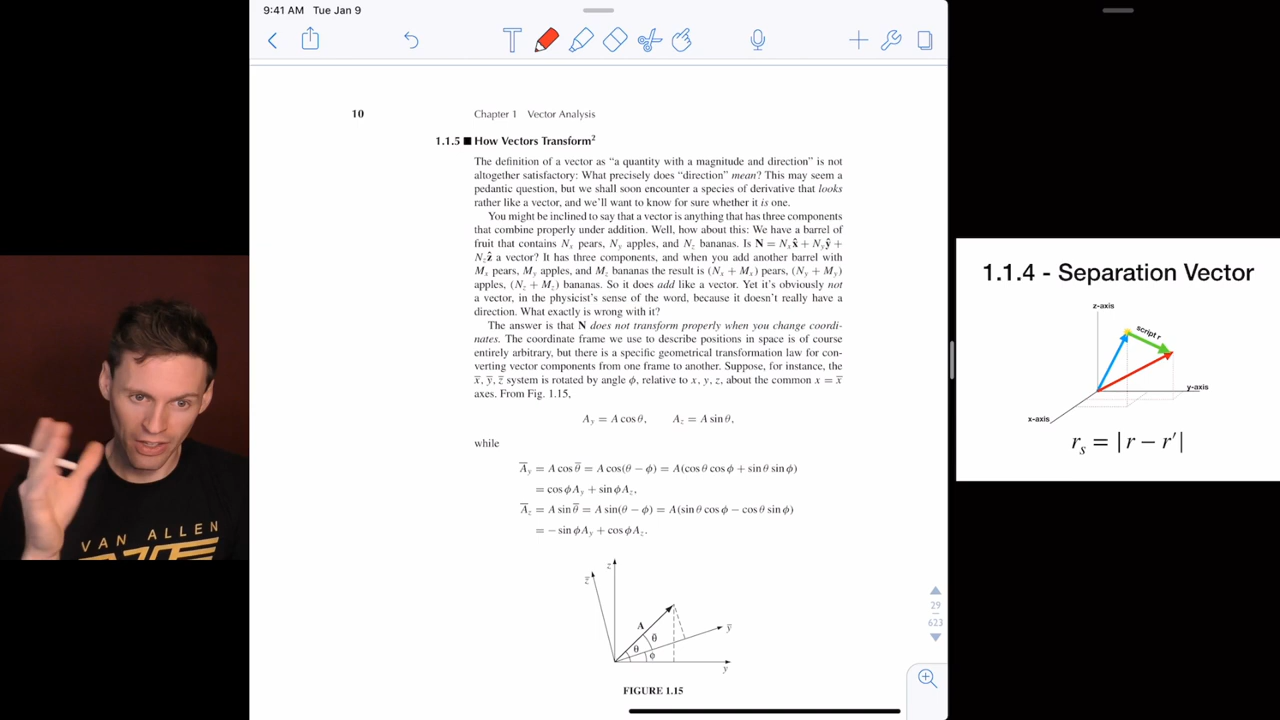 9:41 AM Tue Jan 9
10
Chapter 1 Vector Analysis
1.1.5 ■ How Vectors Transform²
The definition of a vector as “a quantity with a magnitude and direction” is not
altogether satisfactory: What precisely does “direction” mean? This may seem a
pedantic question, but we shall soon encounter a species of derivative that looks
rather like a vector, and we’ll want to know for sure whether it is one.
You might be inclined to say that a vector is anything that has three components
that combine properly under addition. Well, how about this: We have a barrel of
fruit that contains Nₓ pears, N_y apples, and N_z bananas. Is N = Nₓx̂ + N_yŷ +
N_zẑ a vector? It has three components, and when you add another barrel with
Mₓ pears, M_y apples, and M_z bananas the result is (Nₓ + Mₓ) pears, (N_y + M_y)
apples, (N_z + M_z) bananas. So it does add like a vector. Yet it’s obviously not
a vector, in the physicist’s sense of the word, because it doesn’t really have a
direction. What exactly is wrong with it?
The answer is that N does not transform properly when you change coordi-
nates. The coordinate frame we use to describe positions in space is of course
entirely arbitrary, but there is a specific geometrical transformation law for con-
verting vector components from one frame to another. Suppose, for instance, the
x̅, y̅, z̅ system is rotated by angle ϕ, relative to x, y, z, about the common x = x̅
axes. From Fig. 1.15,
A_y = A cos θ, A_z = A sin θ,
while
A̅_y = A cos θ̅ = A cos(θ − ϕ) = A(cos θ cos ϕ + sin θ sin ϕ)
= cos ϕA_y + sin ϕA_z,
A̅_z = A sin θ̅ = A sin(θ − ϕ) = A(sin θ cos ϕ − cos θ sin ϕ)
= − sin ϕA_y + cos ϕA_z.
z̅
z
A
θ̅
θ
ϕ
y̅
y
FIGURE 1.15
29
623
VAN ALLEN
1.1.4 - Separation Vector
z-axis
script r
y-axis
x-axis
r_s = | r − r′|